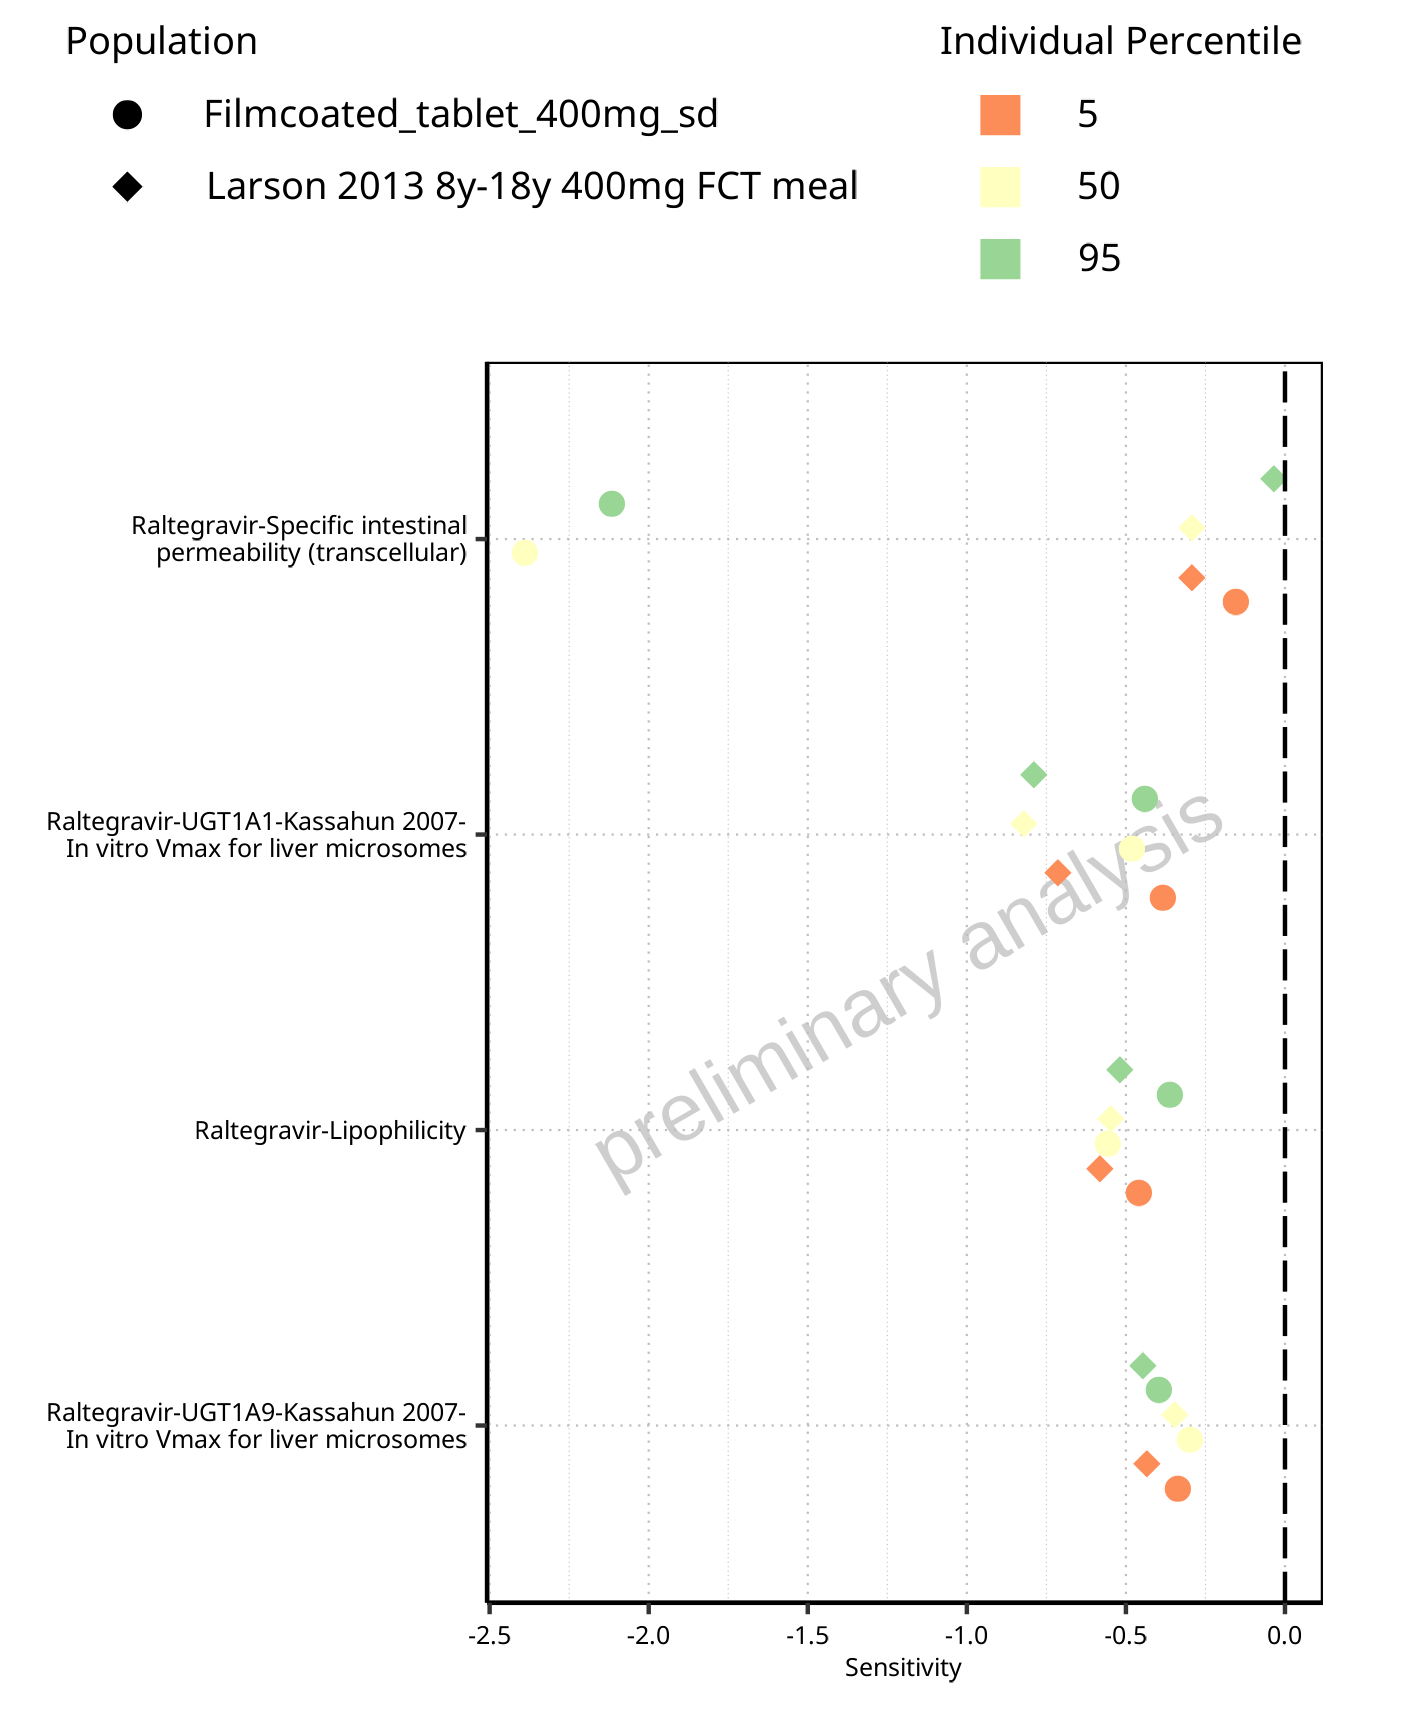 Population
Filmcoated_tablet_400mg_sd
Larson 2013 8y-18y 400mg FCT meal
Individual Percentile
5
50
95
Raltegravir-Specific intestinal
permeability (transcellular)
Raltegravir-UGT1A1-Kassahun 2007-
In vitro Vmax for liver microsomes
Raltegravir-Lipophilicity
Raltegravir-UGT1A9-Kassahun 2007-
In vitro Vmax for liver microsomes
preliminary analysis
-2.5 -2.0 -1.5 -1.0 -0.5 0.0
Sensitivity